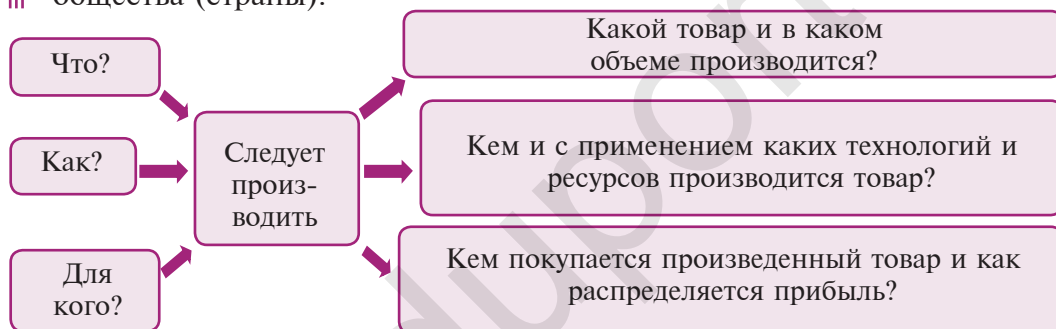 общества (страны):
Что?
Как?
Для
кого?
Следует
произ-
водить
Какой товар и в каком
объеме производится?
Кем и с применением каких технологий и
ресурсов производится товар?
Кем покупается произведенный товар и как
распределяется прибыль?